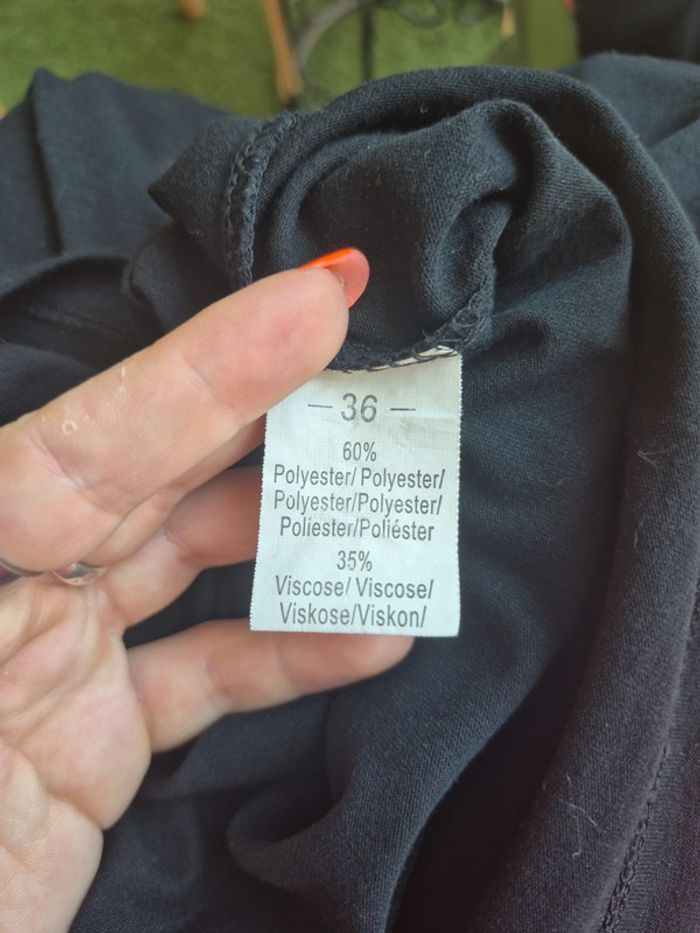 — 36 —
60%
Polyester/ Polyester/
Polyester/Polyester/
Poliester/Poliéster
35%
Viscose/ Viscose/
Viskose/Viskon/